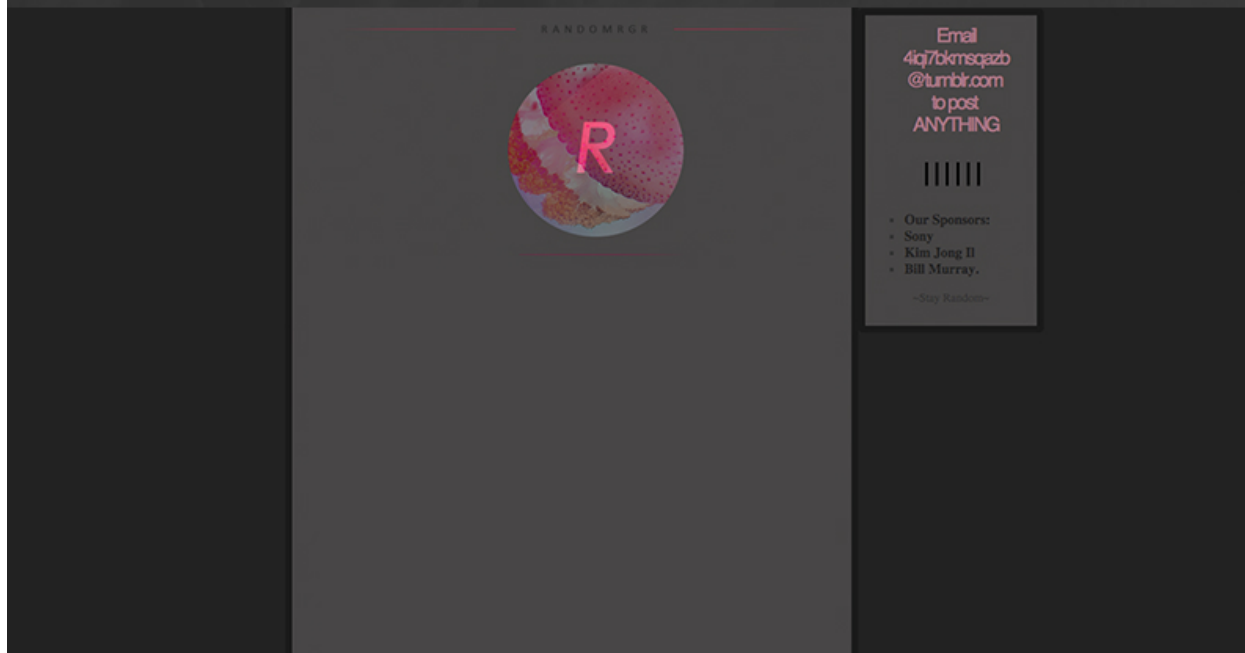 RANDOMRGR
R
Email
4iqi7bkmsqazb
@tumblr.com
to post
ANYTHING
Our Sponsors:
Sony
Kim Jong Il
Bill Murray.
~Stay Random~